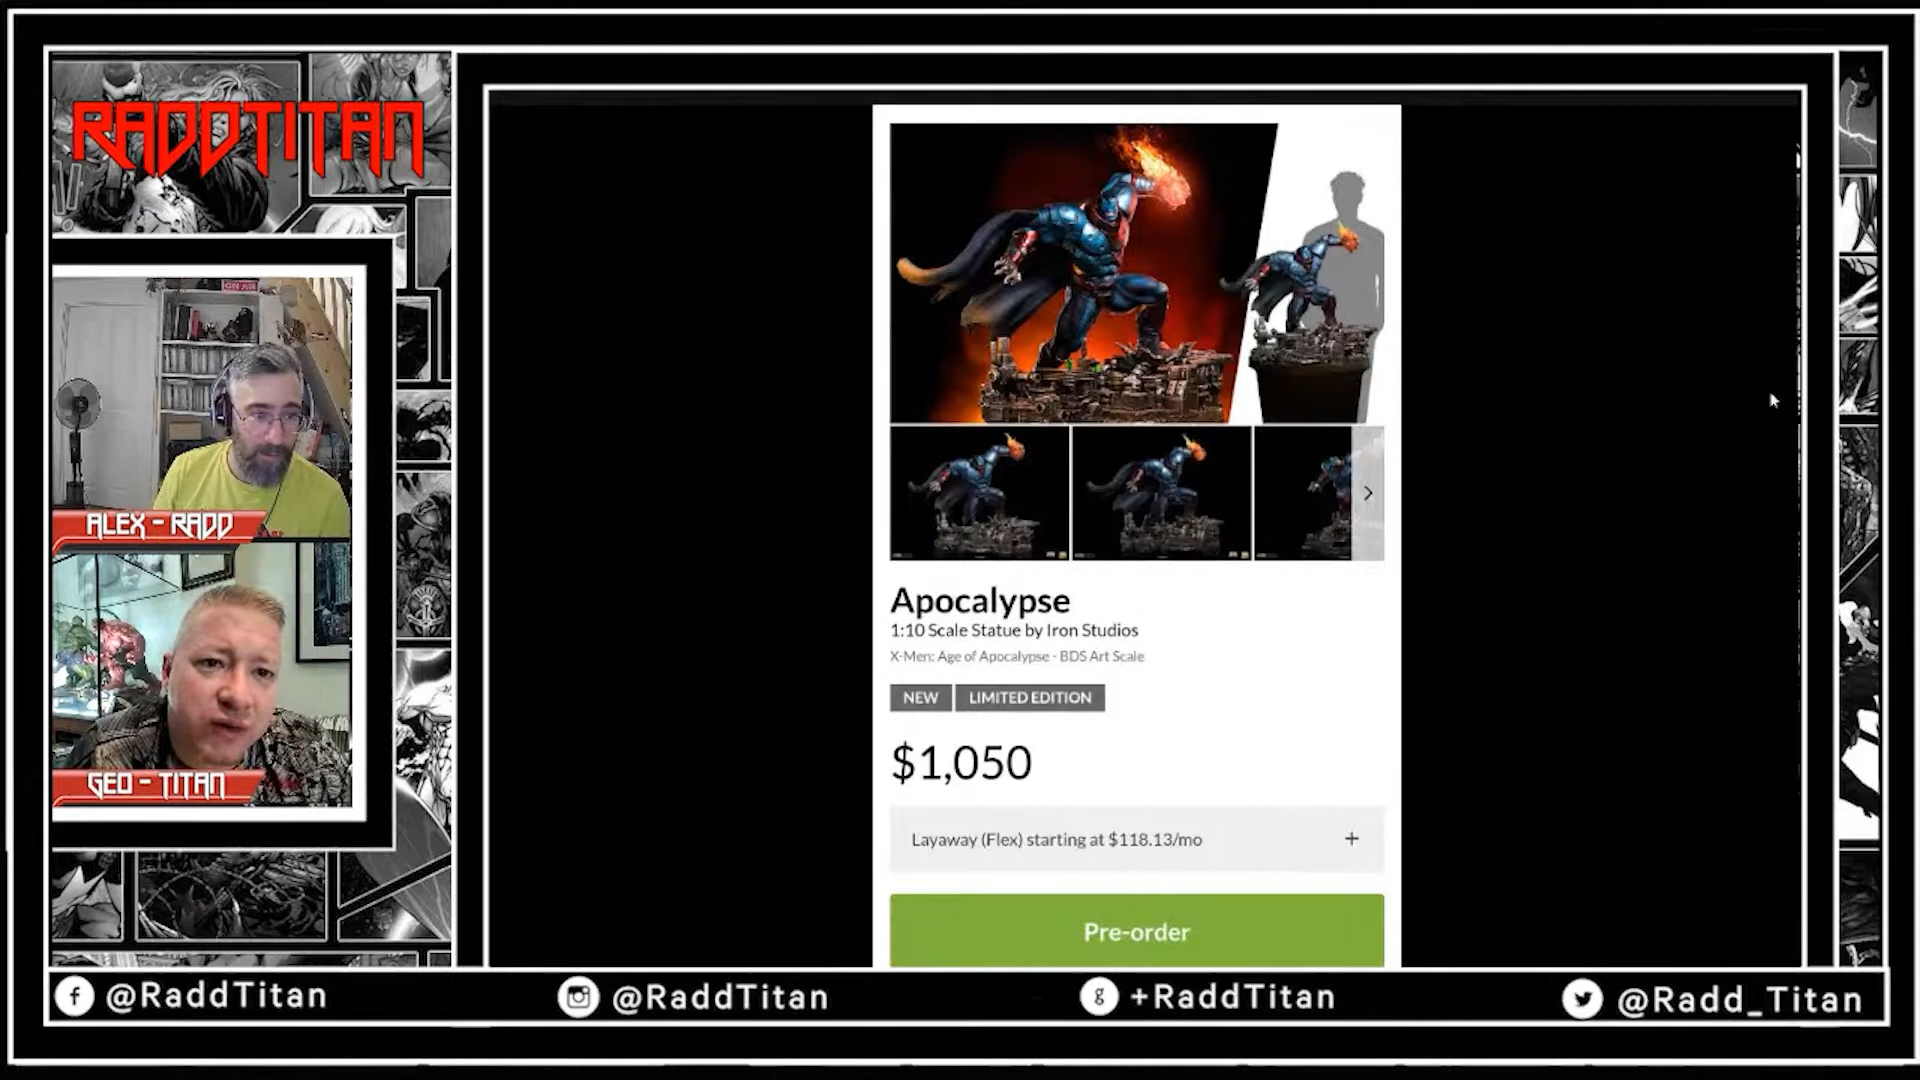 RADDTITAN
ON AIR
ALEX - RADD
GEO - TITAN
Apocalypse
1:10 Scale Statue by Iron Studios
X-Men: Age of Apocalypse - BDS Art Scale
NEW
LIMITED EDITION
$1,050
Layaway (Flex) starting at $118.13/mo
+
Pre-order
f @RaddTitan
@RaddTitan
g +RaddTitan
@Radd_Titan